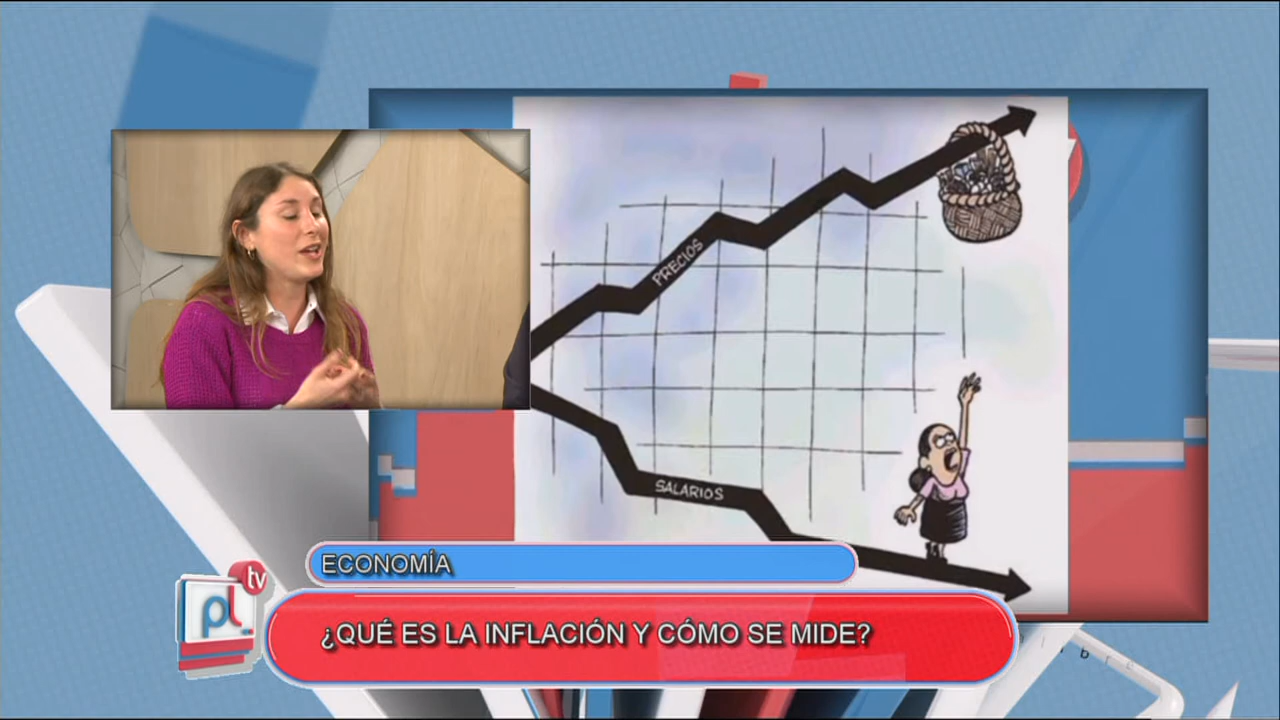 PRECIOS
SALARIOS
ECONOMÍA
¿QUÉ ES LA INFLACIÓN Y CÓMO SE MIDE?
pl
tv